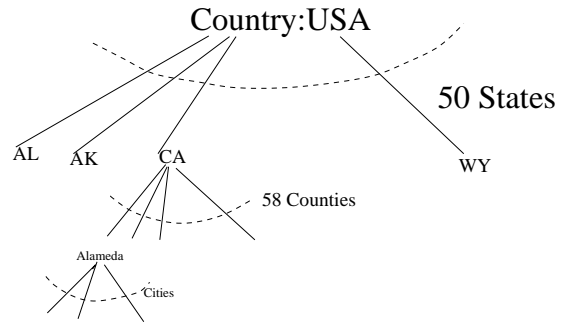 Country:USA
50 States
AL
AK
CA
WY
58 Counties
Alameda
Cities